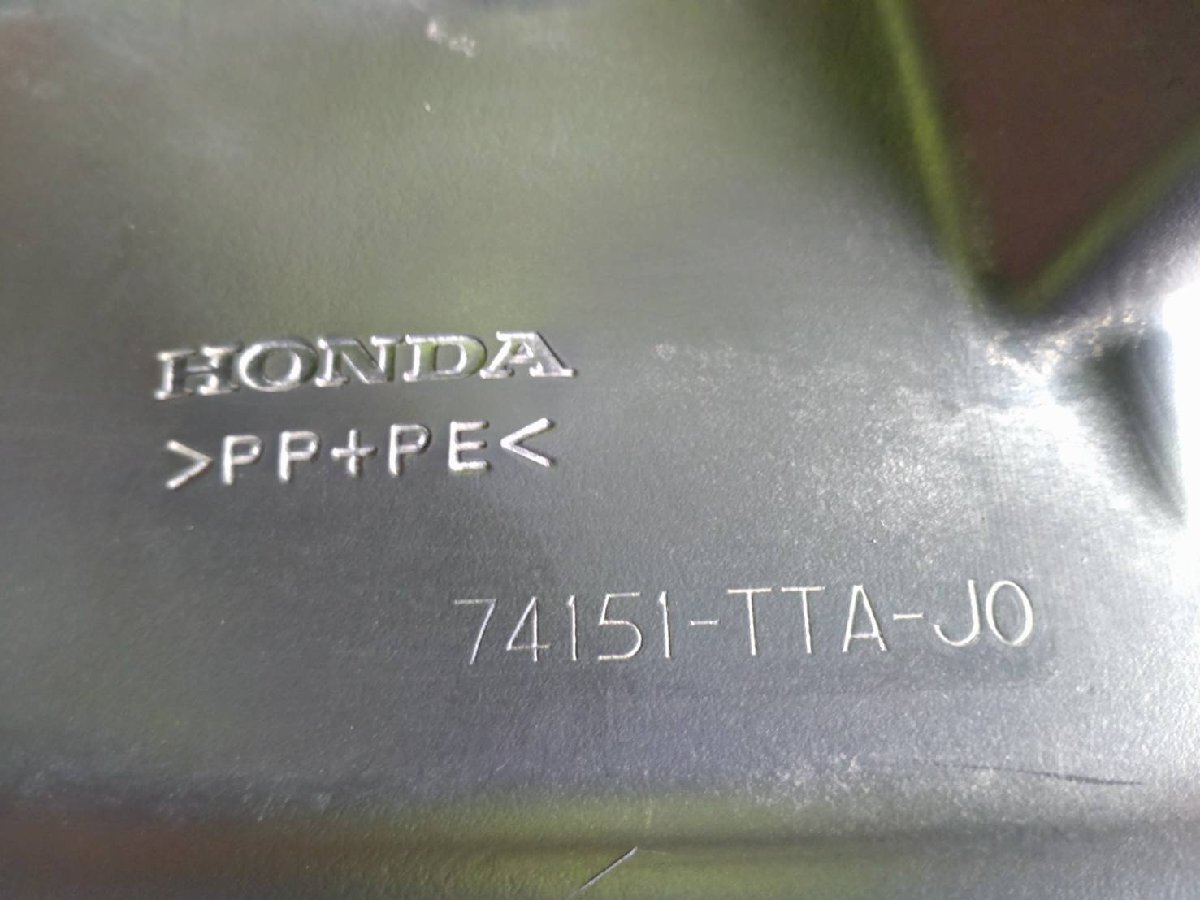 HONDA
>PP+PE<
74151-TTA-J0